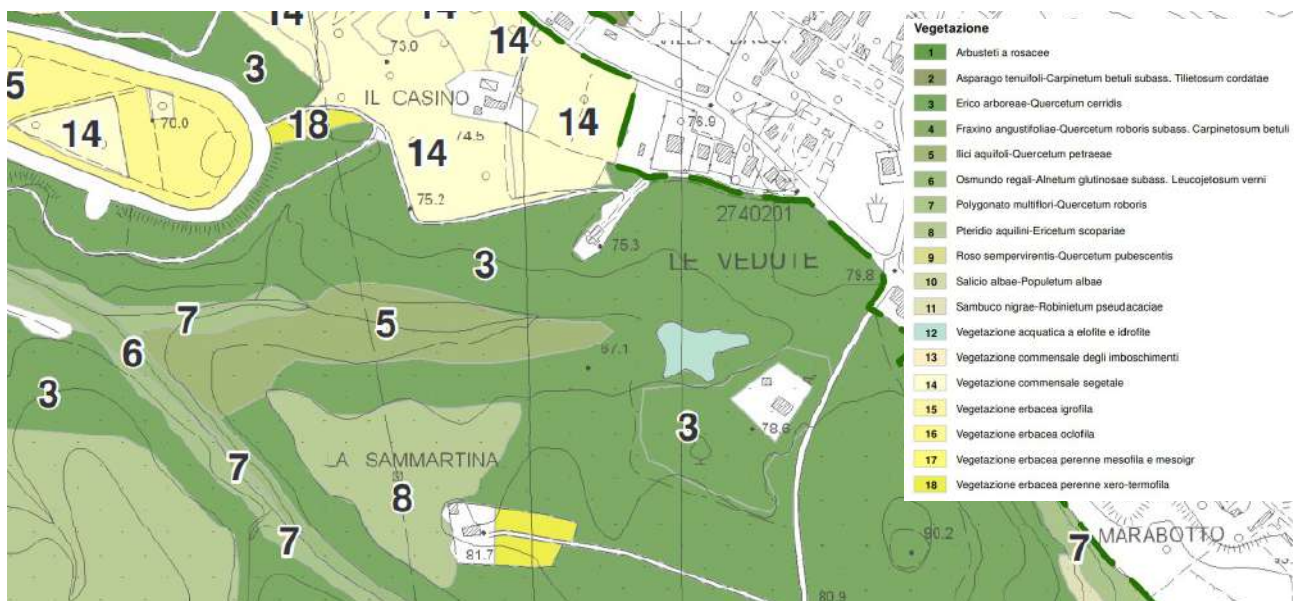 14
14
3
73.0
14
5
IL CASINO
76.9
18
14
70.0
14
74.5
14
75.2
2740201
75.3
LE VEDUTE
3
78.8
7
5
6
67.1
3
3
78.6
LA SAMMARTINA
7
8
7
81.7
90.2
MARABOTTO
7
80.9
Vegetazione
1 Arbusteti a rosacee
2 Asparago tenuifoli-Carpinetum betuli subass. Tilietosum cordatae
3 Erico arboreae-Quercetum cerridis
4 Fraxino angustifoliae-Quercetum roboris subass. Carpinetosum betuli
5 Ilici aquifoli-Quercetum petraeae
6 Osmundo regali-Alnetum glutinosae subass. Leucojetosum verni
7 Polygonato multiflori-Quercetum roboris
8 Pteridio aquilini-Ericetum scopariae
9 Roso sempervirentis-Quercetum pubescentis
10 Salicio albae-Populetum albae
11 Sambuco nigrae-Robinietum pseudacaciae
12 Vegetazione acquatica a elofite e idrofite
13 Vegetazione commensale degli imboschimenti
14 Vegetazione commensale segetale
15 Vegetazione erbacea igrofila
16 Vegetazione erbacea oclofila
17 Vegetazione erbacea perenne mesofila e mesoigr
18 Vegetazione erbacea perenne xero-termofila